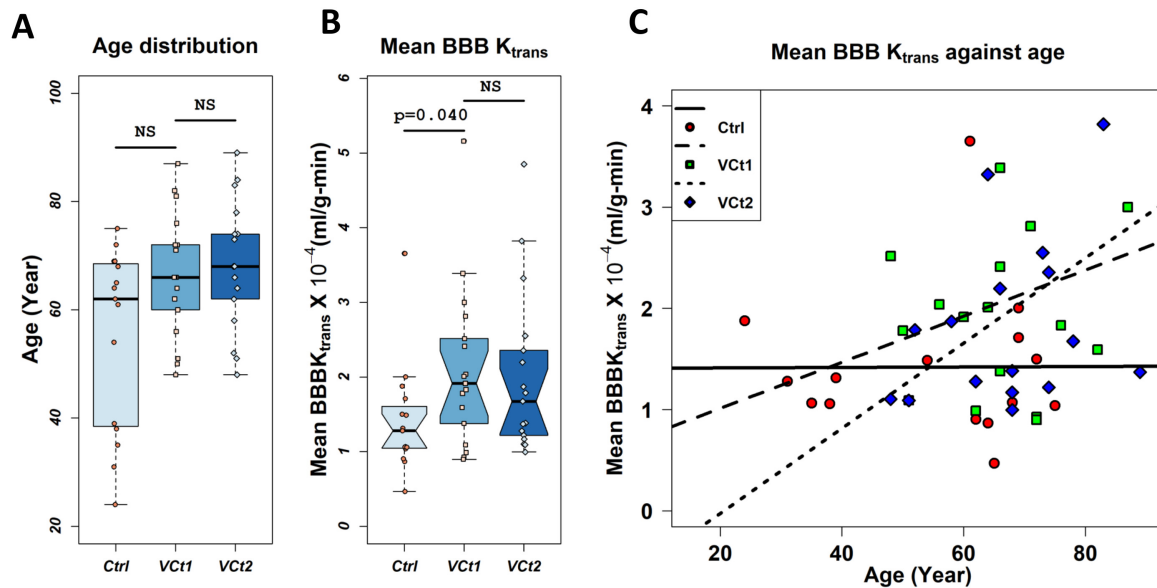 A
Age distribution
Age (Year)
100
80
60
40
20
NS
NS
Ctrl
VCt1
VCt2
B
Mean BBB Ktrans
Mean BBBKtrans X 10−4(ml/g-min)
6
5
4
3
2
1
0
p=0.040
NS
Ctrl
VCt1
VCt2
C
Mean BBB Ktrans against age
Mean BBBKtrans X 10−4(ml/g-min)
4
3
2
1
0
Ctrl
VCt1
VCt2
20
40
60
80
Age (Year)